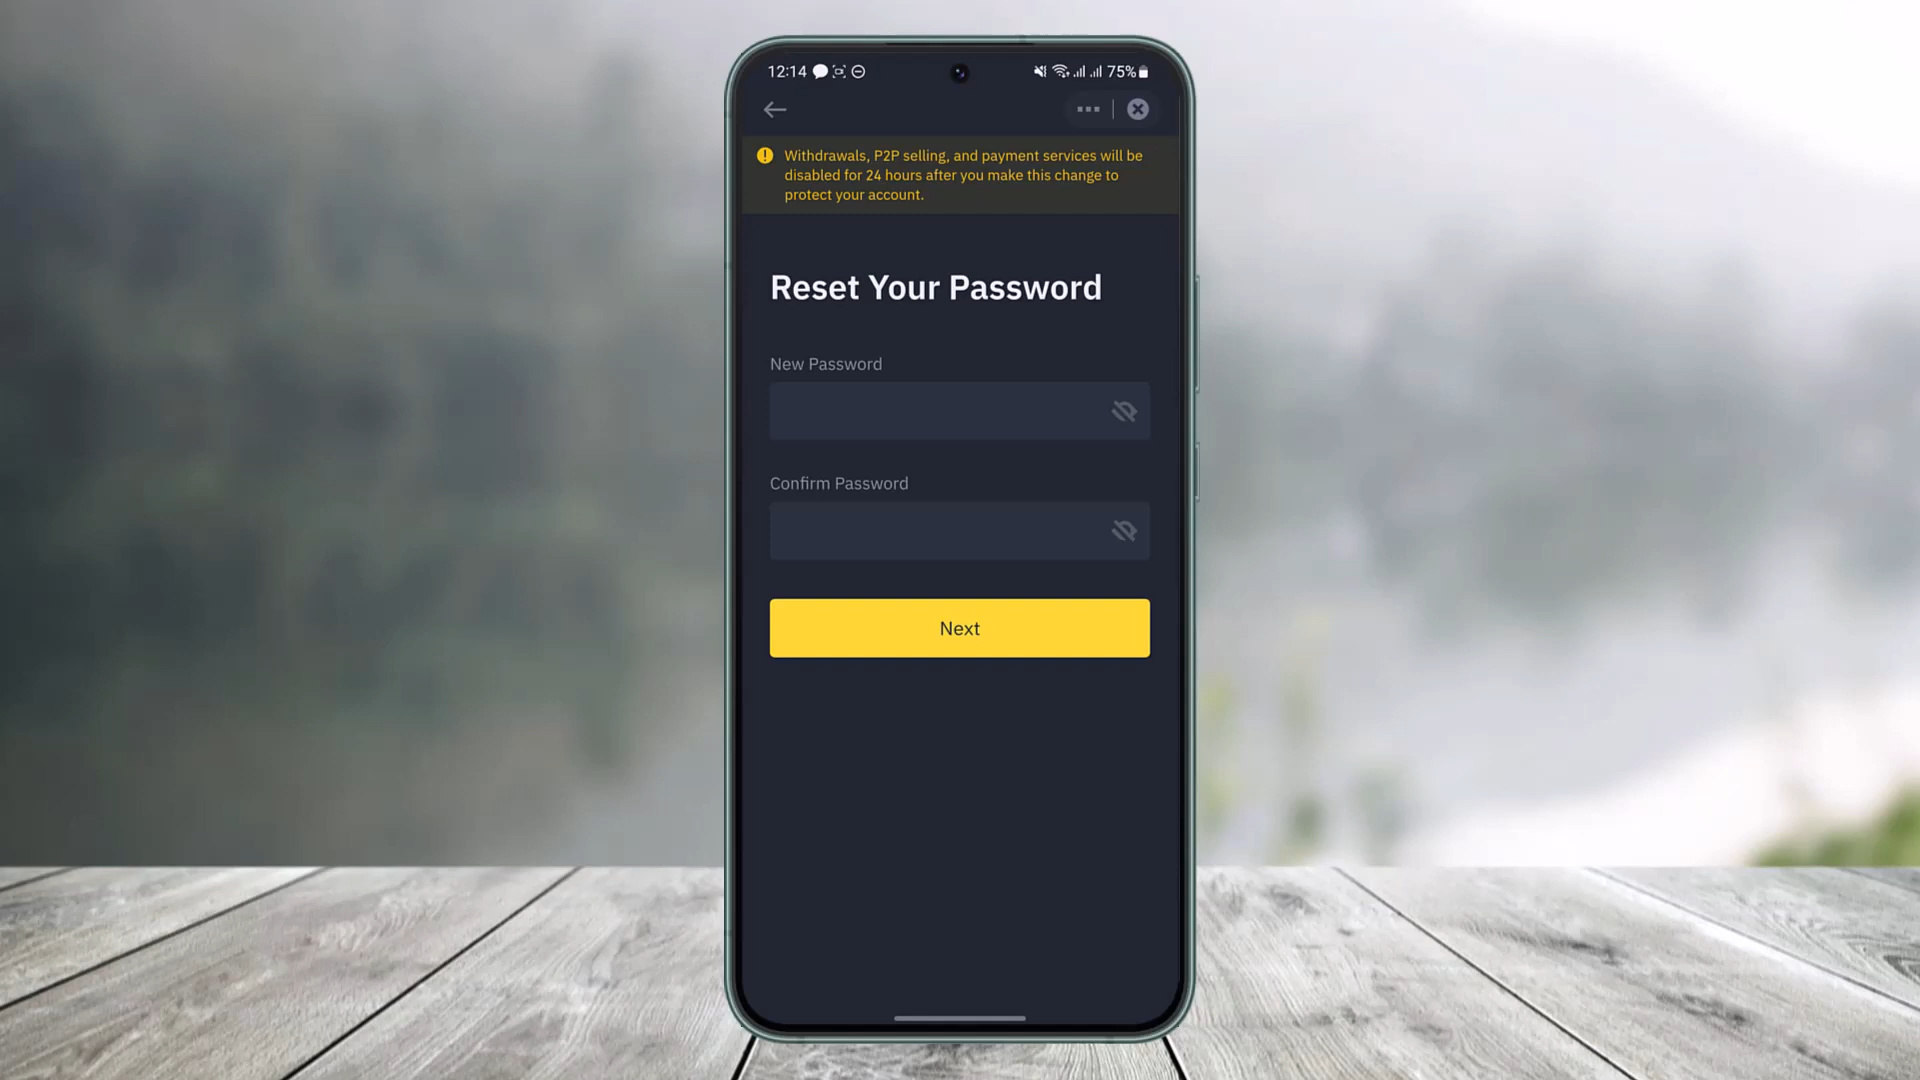 12:14
75%
Withdrawals, P2P selling, and payment services will be
disabled for 24 hours after you make this change to
protect your account.
Reset Your Password
New Password
Confirm Password
Next